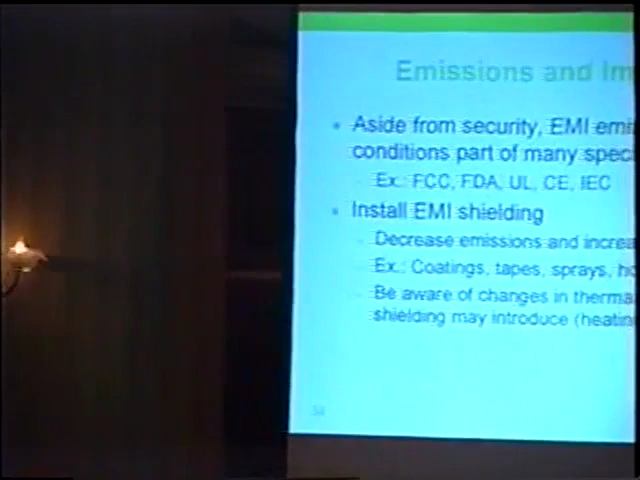 Emissions and Im
Aside from security, EMI emi
conditions part of many spec
Ex.: FCC, FDA, UL, CE, IEC
Install EMI shielding
Decrease emissions and increa
Ex.: Coatings, tapes, sprays, ho
Be aware of changes in therma
shielding may introduce (heatin